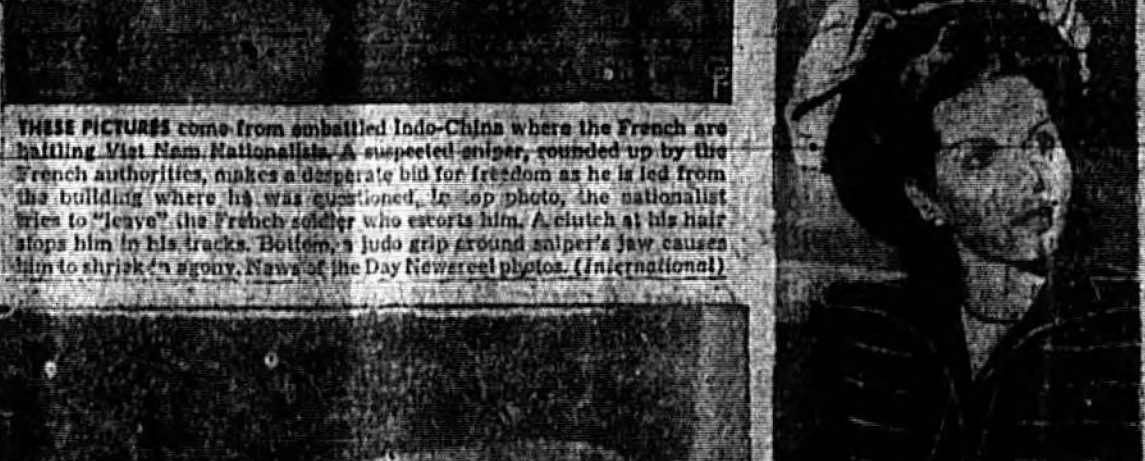 THESE PICTURES come from embattled Indo-China where the French are
battling Viet Nam Nationalists. A suspected sniper, rounded up by the
French authorities, makes a desperate bid for freedom as he is led from
the building where he was questioned. In top photo, the nationalist
tries to "leave" the French soldier who escorts him. A clutch at his hair
stops him in his tracks. Bottom, a judo grip around sniper's jaw causes
him to shriek in agony. News of the Day Newsreel photos. (International)